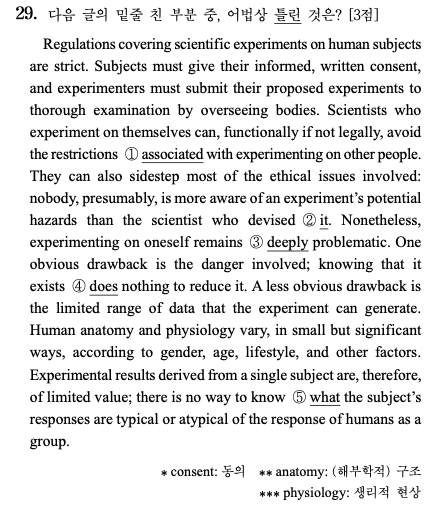 29. 다음 글의 밑줄 친 부분 중, 어법상 틀린 것은? [3점]
Regulations covering scientific experiments on human subjects
are strict. Subjects must give their informed, written consent,
and experimenters must submit their proposed experiments to
thorough examination by overseeing bodies. Scientists who
experiment on themselves can, functionally if not legally, avoid
the restrictions ① associated with experimenting on other people.
They can also sidestep most of the ethical issues involved:
nobody, presumably, is more aware of an experiment's potential
hazards than the scientist who devised ② it. Nonetheless,
experimenting on oneself remains ③ deeply problematic. One
obvious drawback is the danger involved; knowing that it
exists ④ does nothing to reduce it. A less obvious drawback is
the limited range of data that the experiment can generate.
Human anatomy and physiology vary, in small but significant
ways, according to gender, age, lifestyle, and other factors.
Experimental results derived from a single subject are, therefore,
of limited value; there is no way to know ⑤ what the subject's
responses are typical or atypical of the response of humans as a
group.
* consent: 동의 ** anatomy: (해부학적) 구조
*** physiology: 생리적 현상